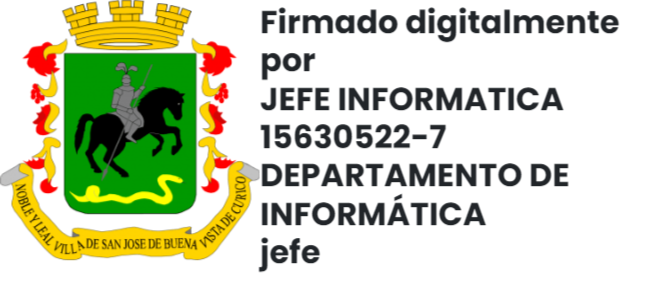 Firmado digitalmente
por
JEFE INFORMATICA
15630522-7
DEPARTAMENTO DE
INFORMÁTICA
jefe
NOBLE Y LEAL VILLA DE SAN JOSE DE BUENA VISTA DE CURICO